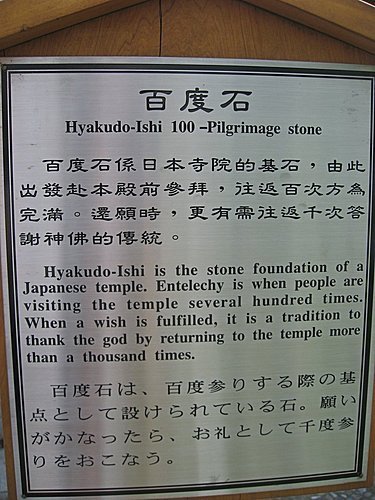 百度石
Hyakudo-Ishi 100 –Pilgrimage stone
百度石係日本寺院的基石，由此
出發赴本殿前參拜，往返百次方為
完滿。還願時，更有需往返千次答
謝神佛的傳統。
Hyakudo-Ishi is the stone foundation of a
Japanese temple. Entelechy is when people are
visiting the temple several hundred times.
When a wish is fulfilled, it is a tradition to
thank the god by returning to the temple more
than a thousand times.
百度石は、百度参りする際の基
点として設けられている石。願い
がかなったら、お礼として千度参
りをおこなう。